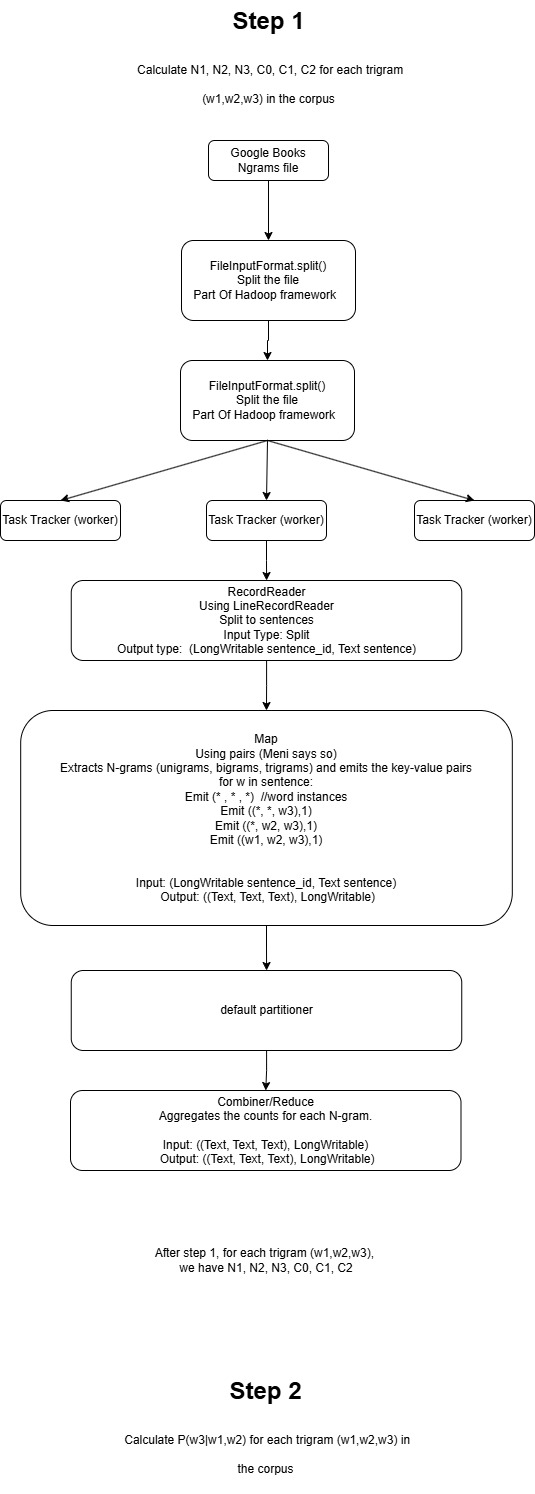 Step 1
Calculate N1, N2, N3, C0, C1, C2 for each trigram
(w1,w2,w3) in the corpus
Google Books
Ngrams file
FileInputFormat.split()
Split the file
Part Of Hadoop framework
FileInputFormat.split()
Split the file
Part Of Hadoop framework
Task Tracker (worker)
Task Tracker (worker)
Task Tracker (worker)
RecordReader
Using LineRecordReader
Split to sentences
Input Type: Split
Output type:  (LongWritable sentence_id, Text sentence)
Map
Using pairs (Meni says so)
Extracts N-grams (unigrams, bigrams, trigrams) and emits the key-value pairs
for w in sentence:
Emit (* , * , *)  //word instances
Emit ((*, *, w3),1)
Emit ((*, w2, w3),1)
Emit ((w1, w2, w3),1)
Input: (LongWritable sentence_id, Text sentence)
Output: ((Text, Text, Text), LongWritable)
default partitioner
Combiner/Reduce
Aggregates the counts for each N-gram.
Input: ((Text, Text, Text), LongWritable)
Output: ((Text, Text, Text), LongWritable)
After step 1, for each trigram (w1,w2,w3),
we have N1, N2, N3, C0, C1, C2
Step 2
Calculate P(w3|w1,w2) for each trigram (w1,w2,w3) in
the corpus